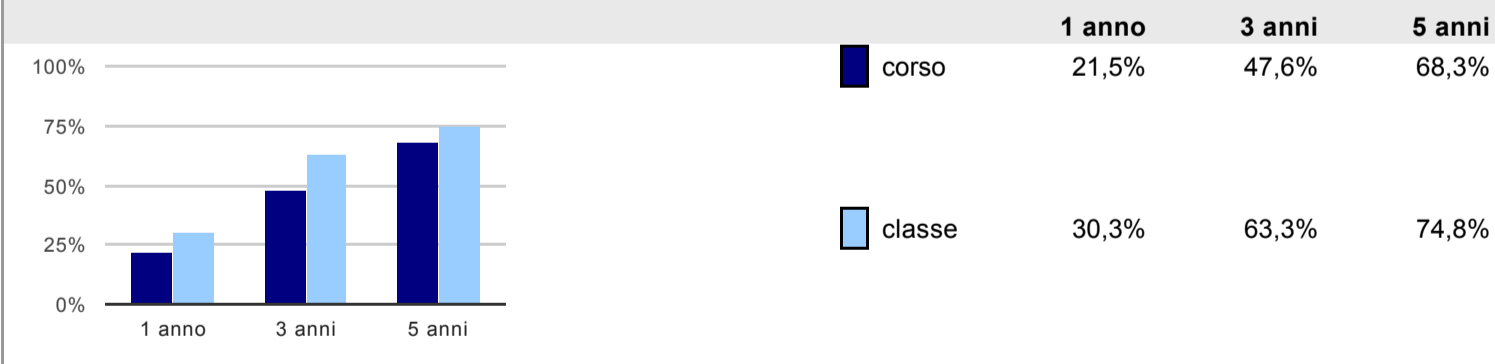 1 anno 3 anni 5 anni
corso 21,5% 47,6% 68,3%
classe 30,3% 63,3% 74,8%
100%
75%
50%
25%
0%
1 anno 3 anni 5 anni